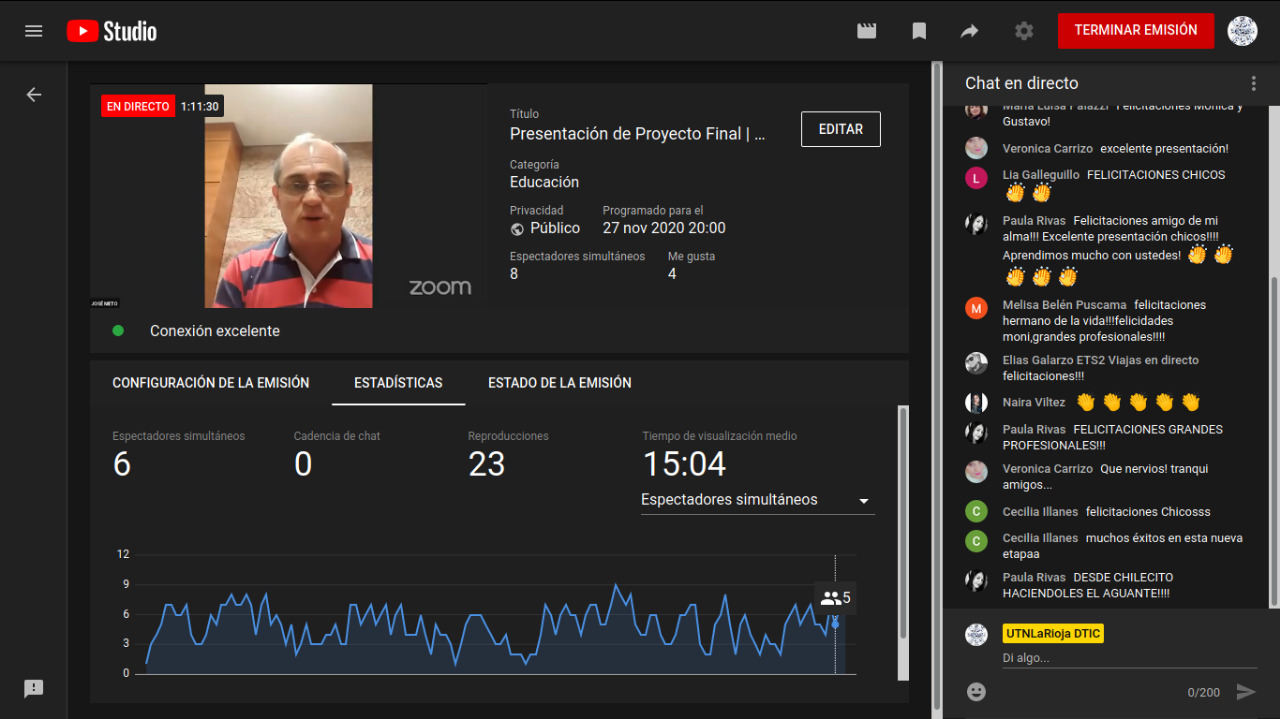 Studio
TERMINAR EMISIÓN
EN DIRECTO 1:11:30
zoom
JOSÉ NIETO
Título
Presentación de Proyecto Final | ...
EDITAR
Categoría
Educación
Privacidad Programado para el
Público 27 nov 2020 20:00
Espectadores simultáneos Me gusta
8 4
Conexión excelente
CONFIGURACIÓN DE LA EMISIÓN ESTADÍSTICAS ESTADO DE LA EMISIÓN
Espectadores simultáneos Cadencia de chat Reproducciones Tiempo de visualización medio
6 0 23 15:04
Espectadores simultáneos
12
9
6
3
0
5
Chat en directo
María Luisa Palazzi Felicitaciones Mónica y
Gustavo!
Veronica Carrizo excelente presentación!
L Lia Galleguillo FELICITACIONES CHICOS
👏 👏
Paula Rivas Felicitaciones amigo de mi
alma!!! Excelente presentación chicos!!!!
Aprendimos mucho con ustedes! 👏 👏
👏 👏 👏
M Melisa Belén Puscama felicitaciones
hermano de la vida!!!felicidades
moni,grandes profesionales!!!!
Elias Galarzo ETS2 Viajas en directo
felicitaciones!!!
Naira Viltez 👏 👏 👏 👏 👏
Paula Rivas FELICITACIONES GRANDES
PROFESIONALES!!!
Veronica Carrizo Que nervios! tranqui
amigos...
C Cecilia Illanes felicitaciones Chicosss
C Cecilia Illanes muchos éxitos en esta nueva
etapaa
Paula Rivas DESDE CHILECITO
HACIENDOLES EL AGUANTE!!!!
UTNLaRioja DTIC
Di algo...
0/200